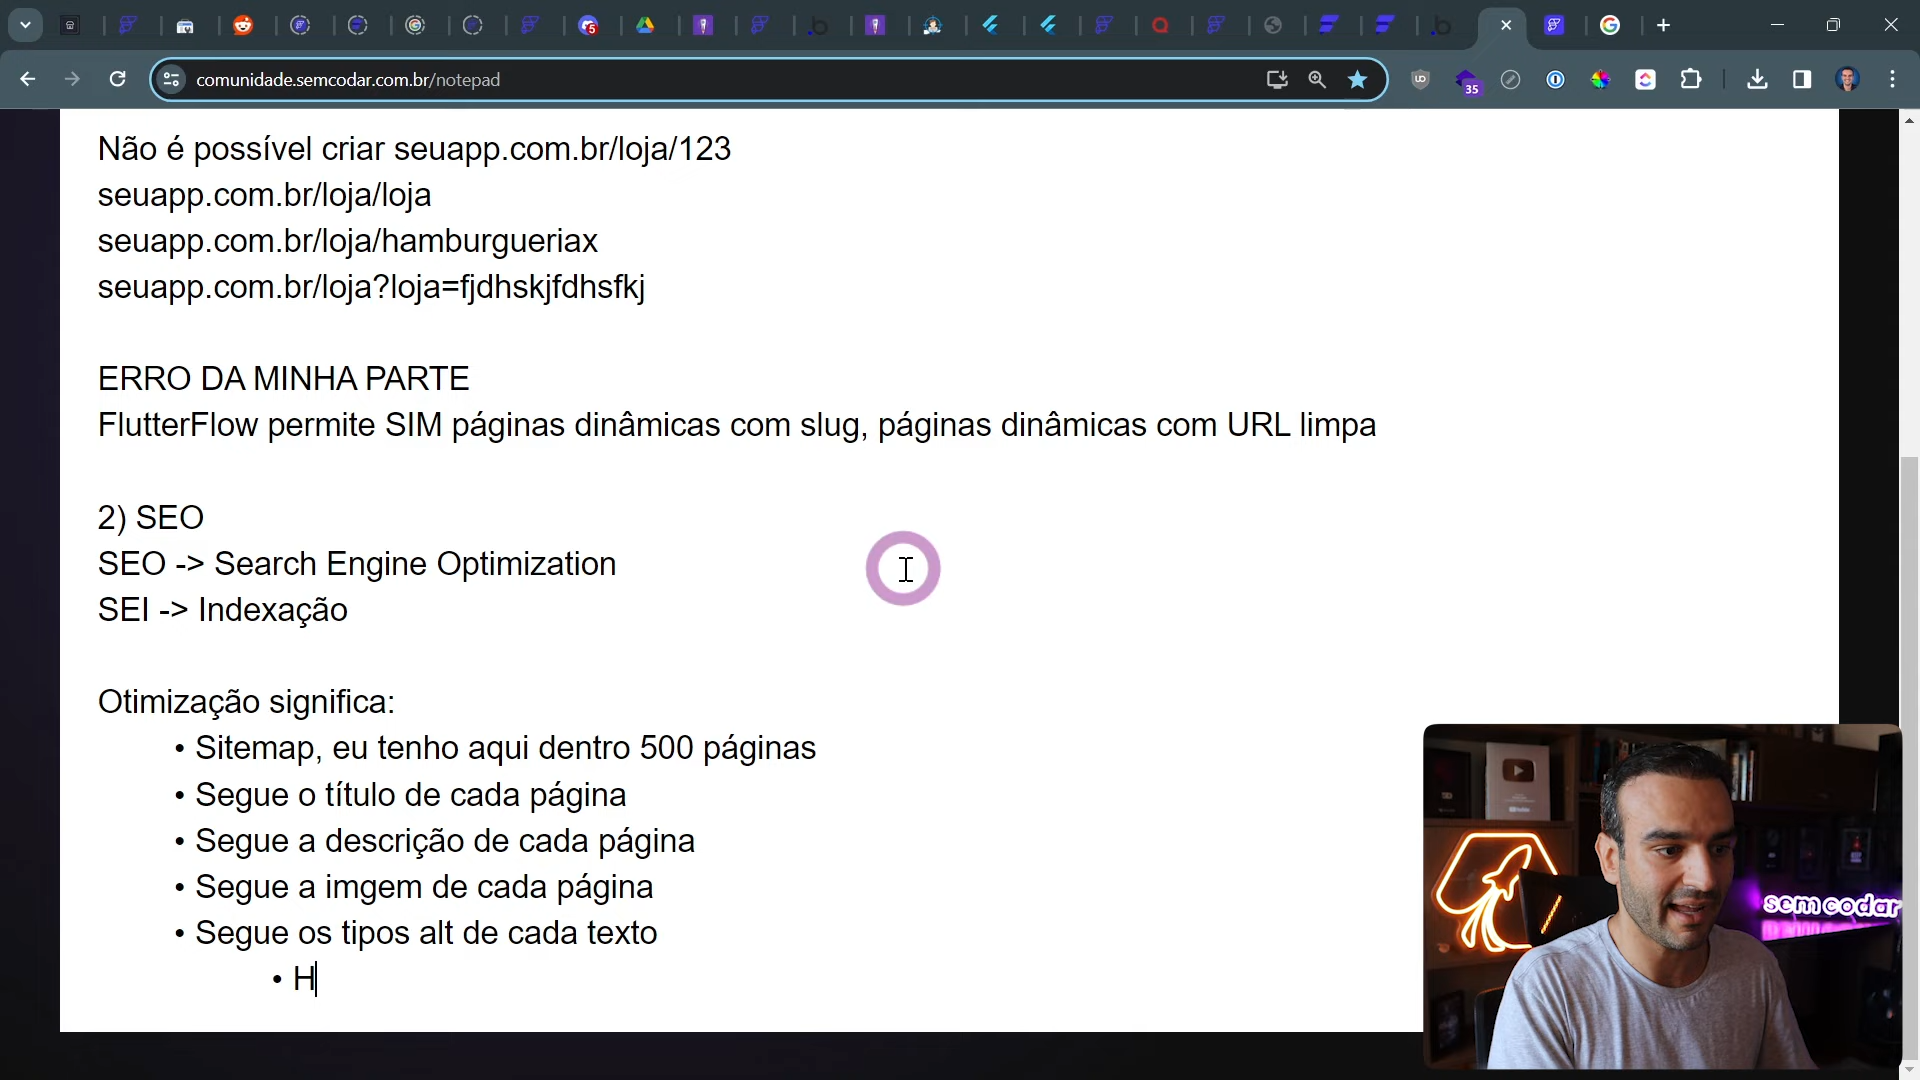 comunidade.semcodar.com.br/notepad
35
Não é possível criar seuapp.com.br/loja/123
seuapp.com.br/loja/loja
seuapp.com.br/loja/hamburgueriax
seuapp.com.br/loja?loja=fjdhskjfdhsfkj
ERRO DA MINHA PARTE
FlutterFlow permite SIM páginas dinâmicas com slug, páginas dinâmicas com URL limpa
2) SEO
SEO -> Search Engine Optimization
SEI -> Indexação
Otimização significa:
• Sitemap, eu tenho aqui dentro 500 páginas
• Segue o título de cada página
• Segue a descrição de cada página
• Segue a imgem de cada página
• Segue os tipos alt de cada texto
• H
sem codar